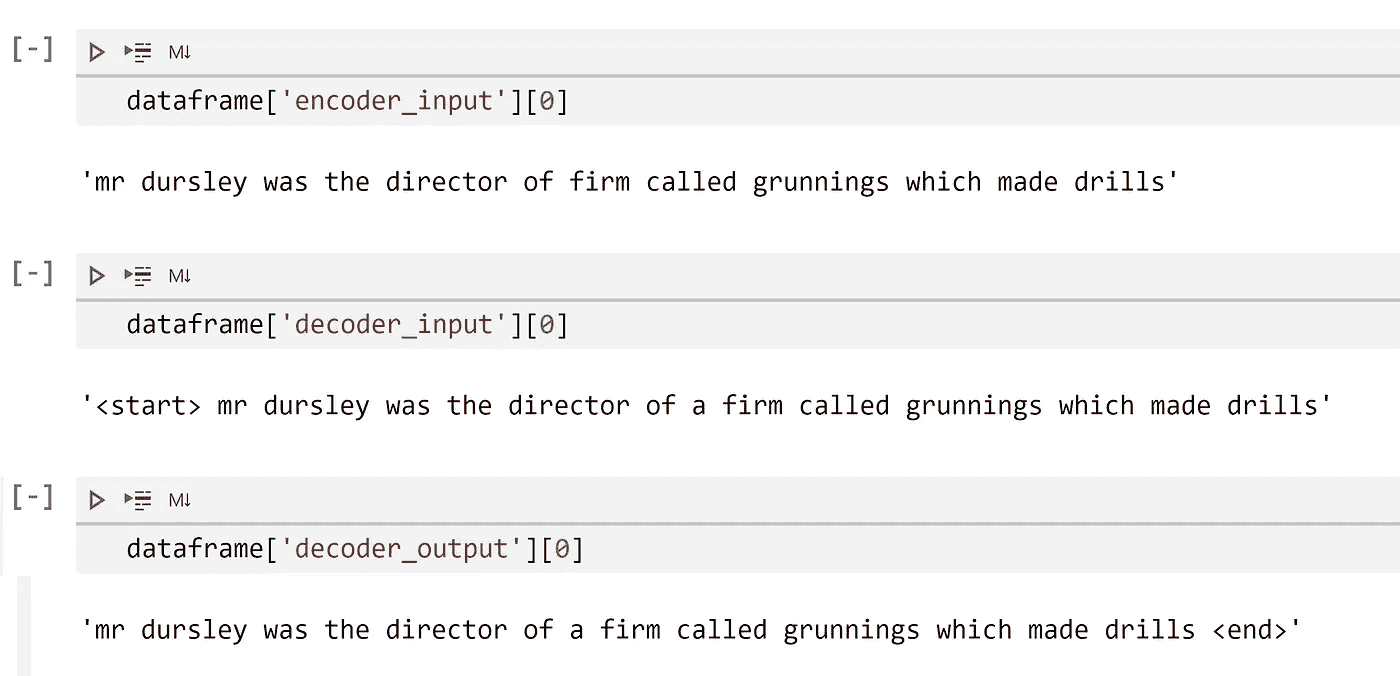 [-] M↓
dataframe['encoder_input'][0]
'mr dursley was the director of firm called grunnings which made drills'
[-] M↓
dataframe['decoder_input'][0]
'<start> mr dursley was the director of a firm called grunnings which made drills'
[-] M↓
dataframe['decoder_output'][0]
'mr dursley was the director of a firm called grunnings which made drills <end>'